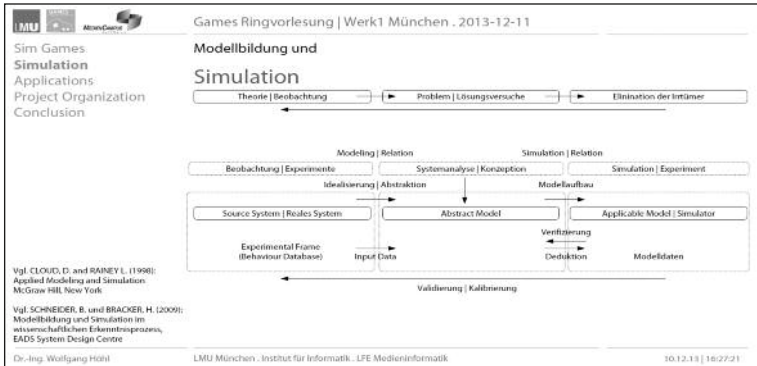 LMU GAMES MEDIENCAMPUS
Games Ringvorlesung | Werk1 München . 2013-12-11
Sim Games
Simulation
Applications
Project Organization
Conclusion
Modellbildung und
Simulation
Theorie | Beobachtung
Problem | Lösungsversuche
Elinination der Irrtümer
Modeling | Relation
Simulation | Relation
Beobachtung | Experimente
Systemanalyse | Konzeption
Simulation | Experiment
Idealisierung | Abstraktion
Modellaufbau
Source System | Reales System
Abstract Model
Applicable Model | Simulator
Verifizierung
Experimental Frame
(Behaviour Database)
Input Data
Deduktion
Modelldaten
Validierung | Kalibrierung
Vgl. CLOUD, D. and RAINEY L. (1998):
Applied Modeling and Simulation
McGraw Hill, New York
Vgl. SCHNEIDER, B. und BRACKER, H. (2009):
Modellbildung und Simulation im
wissenschaftlichen Erkenntnisprozess,
EADS System Design Centre
Dr.-Ing. Wolfgang Höhl
LMU München . Institut für Informatik . LFE Medieninformatik
10.12.13 | 16:27:21